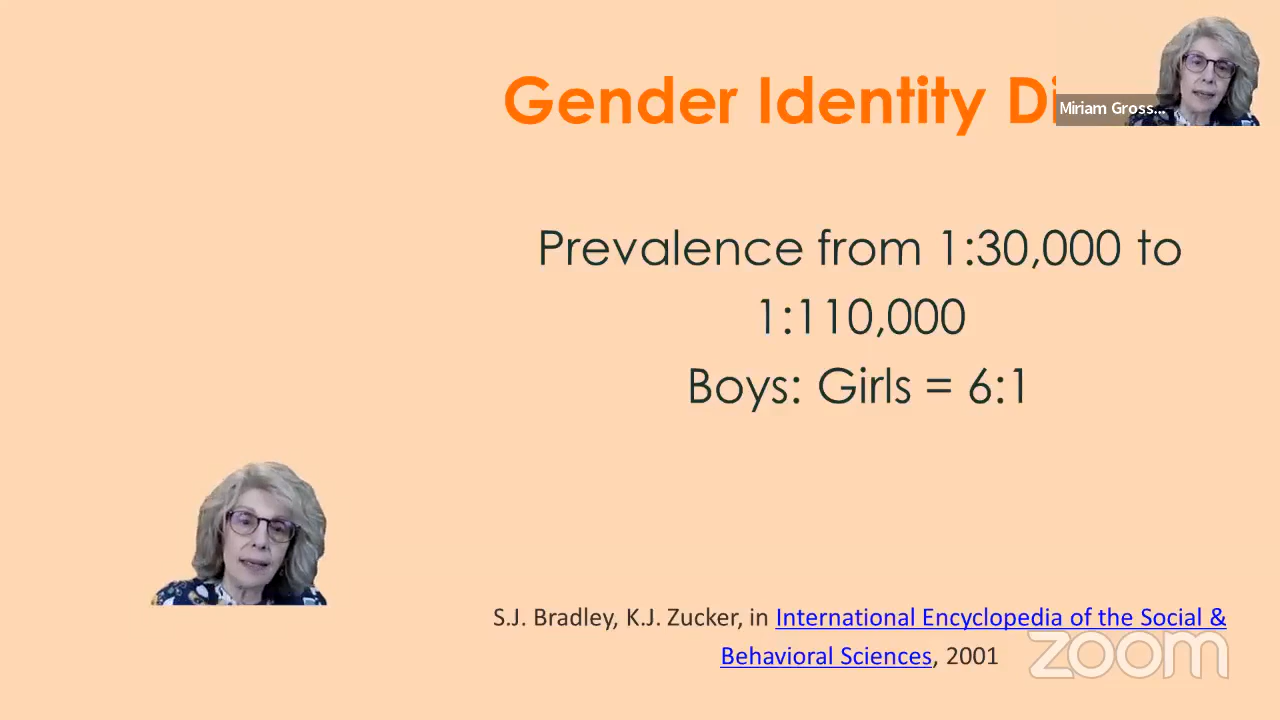 Gender Identity Di
Miriam Gross...
Prevalence from 1:30,000 to
1:110,000
Boys: Girls = 6:1
S.J. Bradley, K.J. Zucker, in International Encyclopedia of the Social &
Behavioral Sciences, 2001
zoom